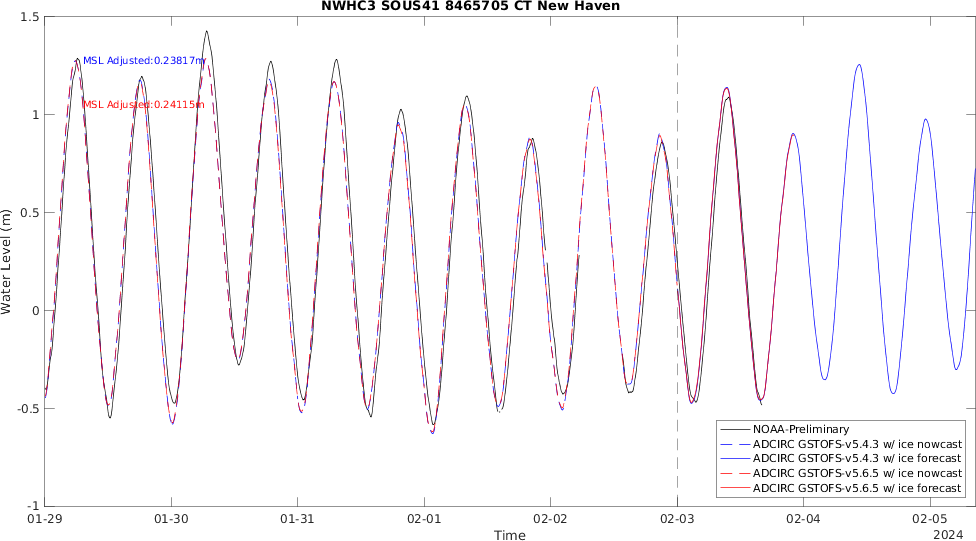 NWHC3 SOUS41 8465705 CT New Haven
1.5
MSL Adjusted:0.23817m
MSL Adjusted:0.24115m
1
0.5
0
-0.5
-1
Water Level (m)
NOAA-Preliminary
ADCIRC GSTOFS-v5.4.3 w/ ice nowcast
ADCIRC GSTOFS-v5.4.3 w/ ice forecast
ADCIRC GSTOFS-v5.6.5 w/ ice nowcast
ADCIRC GSTOFS-v5.6.5 w/ ice forecast
01-29 01-30 01-31 02-01 02-02 02-03 02-04 02-05
Time
2024